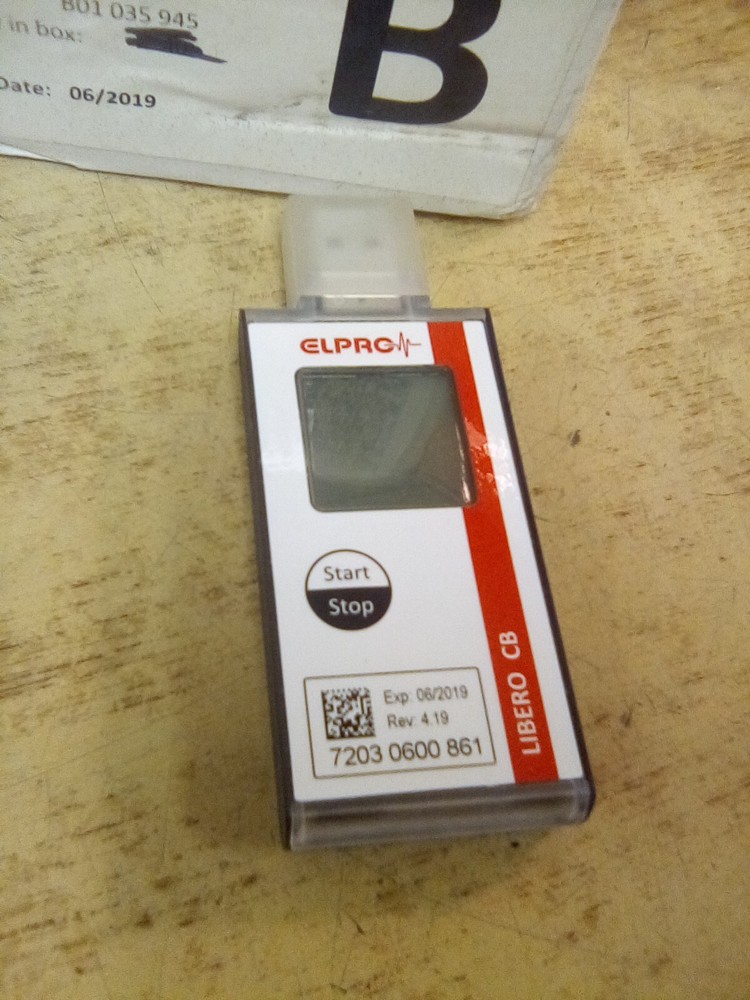 B01 035 945
in box:
Date: 06/2019
B
ELPRO
Start
Stop
LIBERO CB
Exp: 06/2019
Rev: 4.19
7203 0600 861